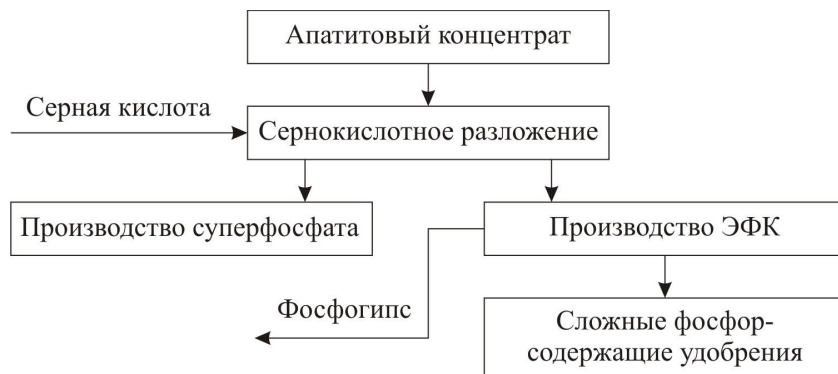 Апатитовый концентрат
Серная кислота
Сернокислотное разложение
Производство суперфосфата
Производство ЭФК
Фосфогипс
Сложные фосфор-
содержащие удобрения